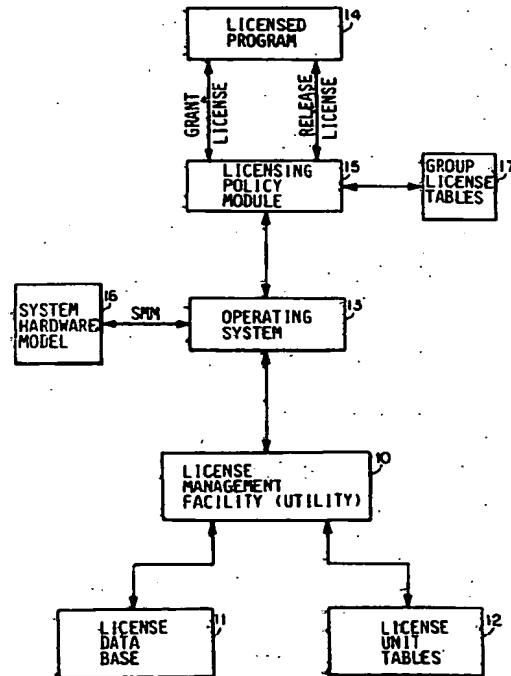 14
LICENSED
PROGRAM
GRANT
LICENSE
RELEASE
LICENSE
15
LICENSING
POLICY
MODULE
17
GROUP
LICENSE
TABLES
16
SYSTEM
HARDWARE
MODEL
SMM
13
OPERATING
SYSTEM
10
LICENSE
MANAGEMENT
FACILITY (UTILITY)
11
LICENSE
DATA
BASE
12
LICENSE
UNIT
TABLES